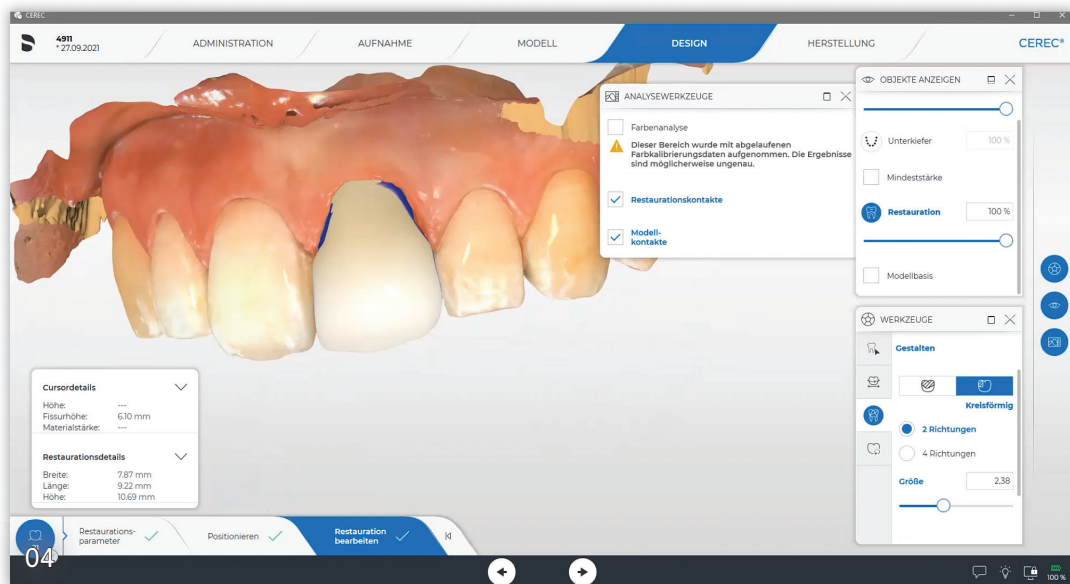 CEREC
4911
* 27.09.2021
ADMINISTRATION
AUFNAHME
MODELL
DESIGN
HERSTELLUNG
CEREC®
ANALYSEWERKZEUGE
Farbenanalyse
Dieser Bereich wurde mit abgelaufenen
Farbkalibrierungsdaten aufgenommen. Die Ergebnisse
sind möglicherweise ungenau.
Restaurationskontakte
Modell-
kontakte
OBJEKTE ANZEIGEN
Unterkiefer 100 %
Mindeststärke
Restauration 100 %
Modellbasis
WERKZEUGE
Gestalten
Kreisförmig
2 Richtungen
4 Richtungen
Größe 2,38
Cursordetails
Höhe: ---
Fissurhöhe: 6.10 mm
Materialstärke: ---
Restaurationsdetails
Breite: 7.87 mm
Länge: 9.22 mm
Höhe: 10.69 mm
Restaurations-
parameter
Positionieren
Restauration
bearbeiten
04
100 %